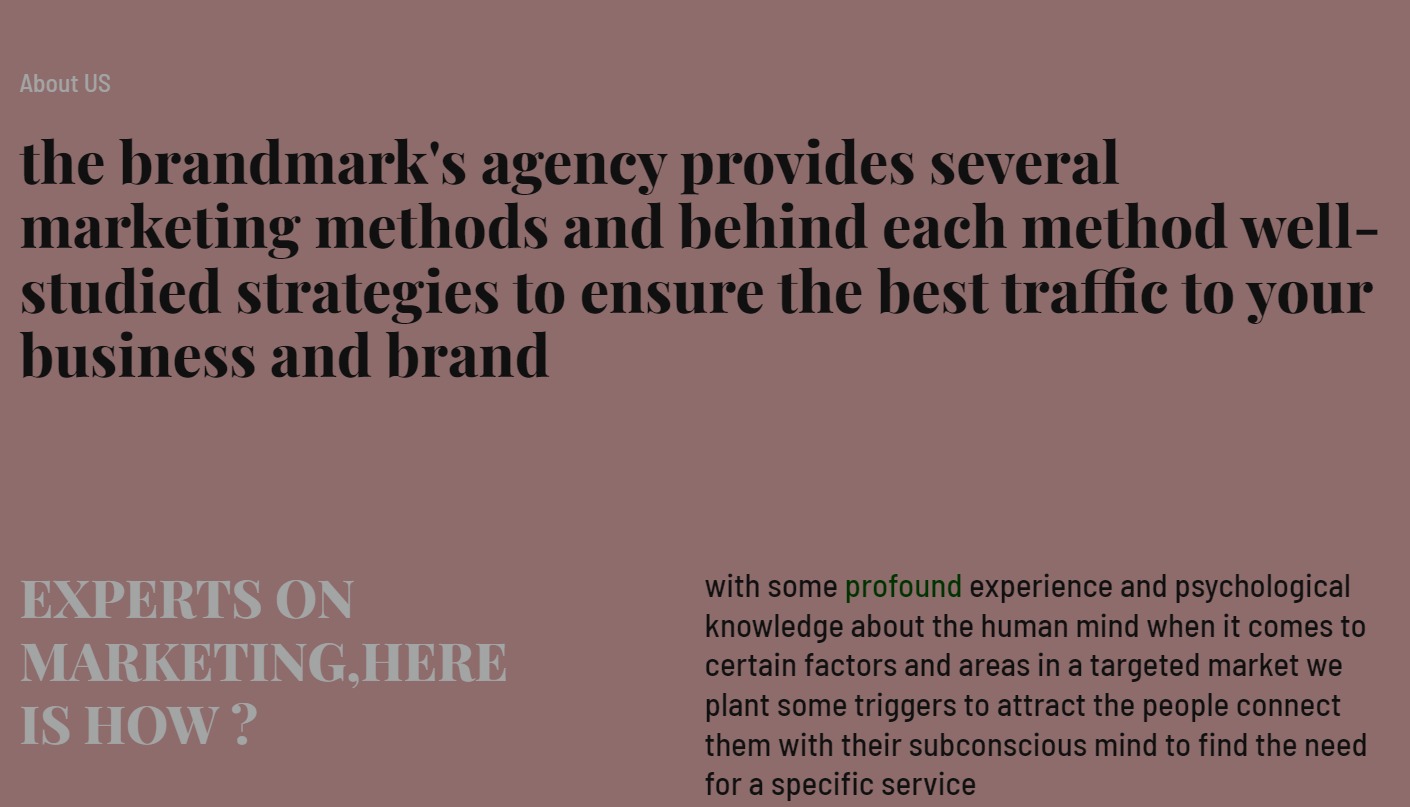 About US
the brandmark's agency provides several
marketing methods and behind each method well-
studied strategies to ensure the best traffic to your
business and brand
EXPERTS ON
MARKETING,HERE
IS HOW ?
with some profound experience and psychological
knowledge about the human mind when it comes to
certain factors and areas in a targeted market we
plant some triggers to attract the people connect
them with their subconscious mind to find the need
for a specific service